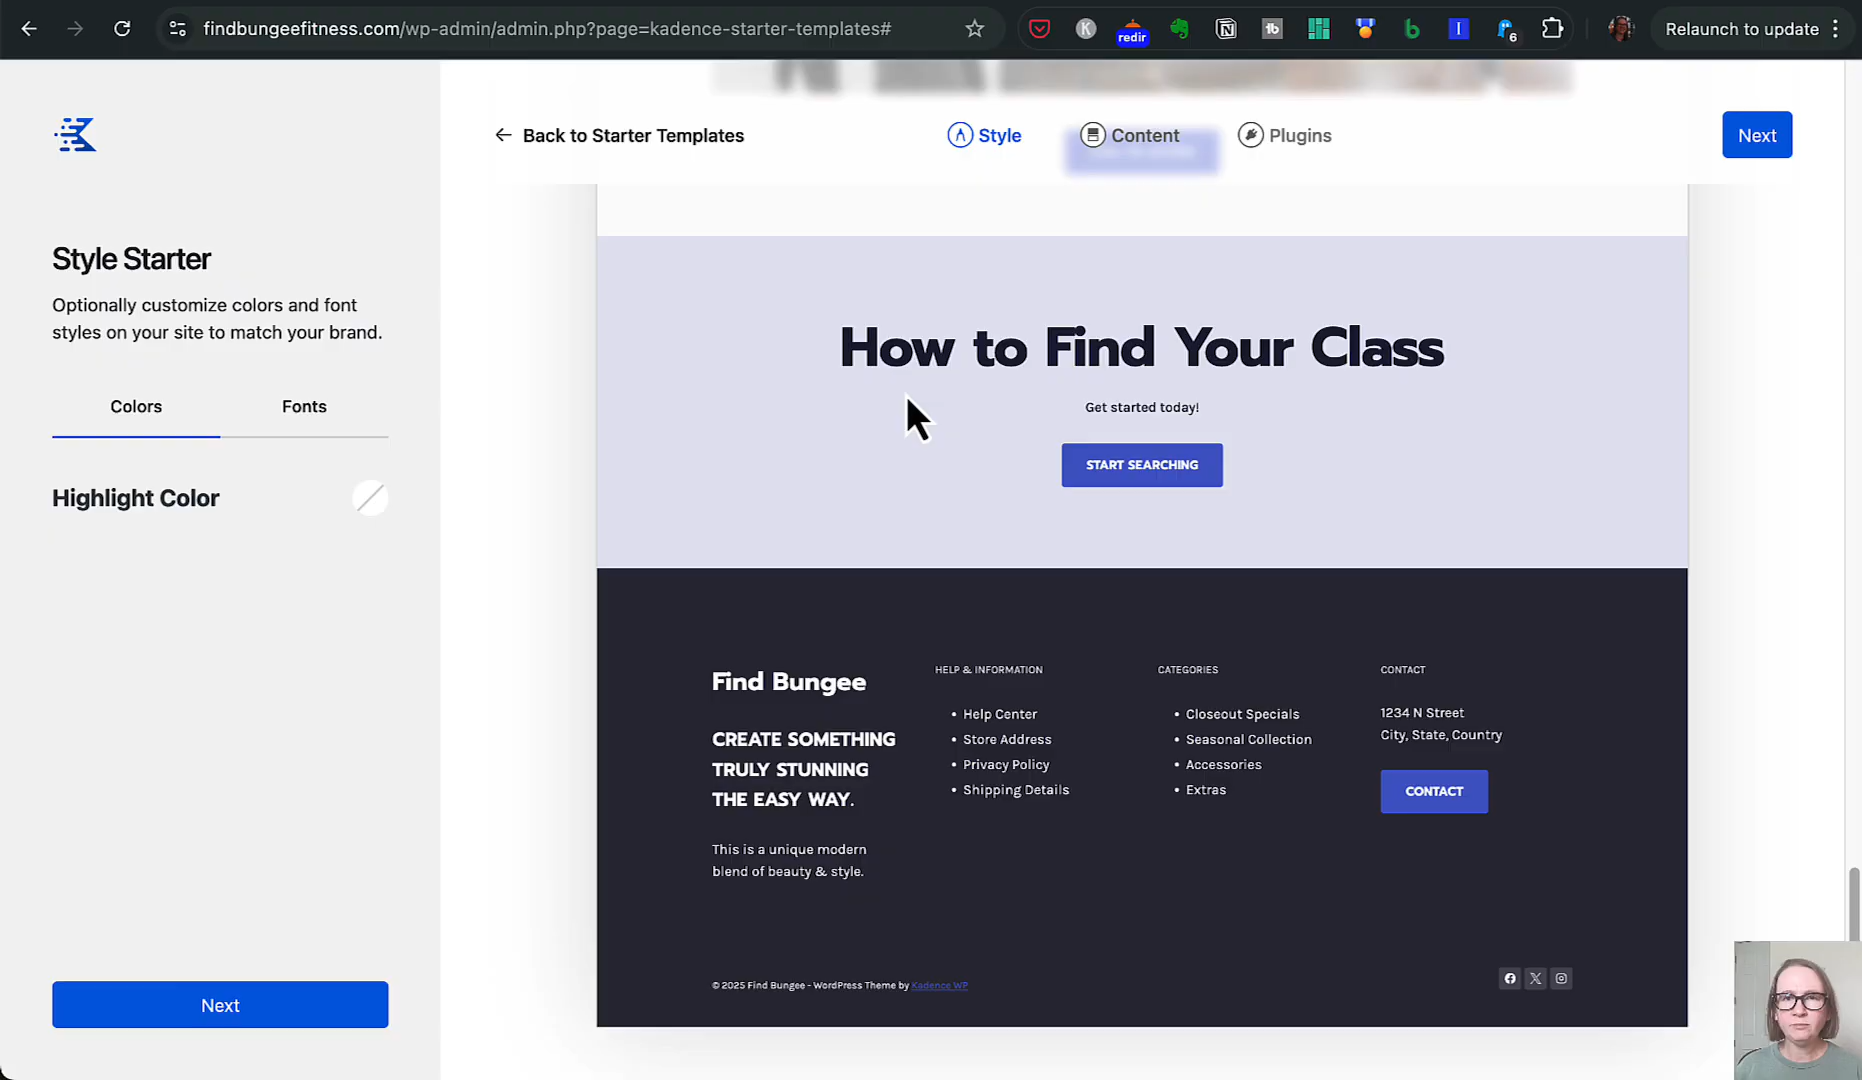 findbungeefitness.com/wp-admin/admin.php?page=kadence-starter-templates#
K
redir
tb
b
I
6
Relaunch to update
Back to Starter Templates
Style
Content
Plugins
Next
Style Starter
Optionally customize colors and font
styles on your site to match your brand.
Colors
Fonts
Highlight Color
Next
How to Find Your Class
Get started today!
START SEARCHING
Find Bungee
CREATE SOMETHING
TRULY STUNNING
THE EASY WAY.
This is a unique modern
blend of beauty & style.
HELP & INFORMATION
• Help Center
• Store Address
• Privacy Policy
• Shipping Details
CATEGORIES
• Closeout Specials
• Seasonal Collection
• Accessories
• Extras
CONTACT
1234 N Street
City, State, Country
CONTACT
© 2025 Find Bungee - WordPress Theme by Kadence WP